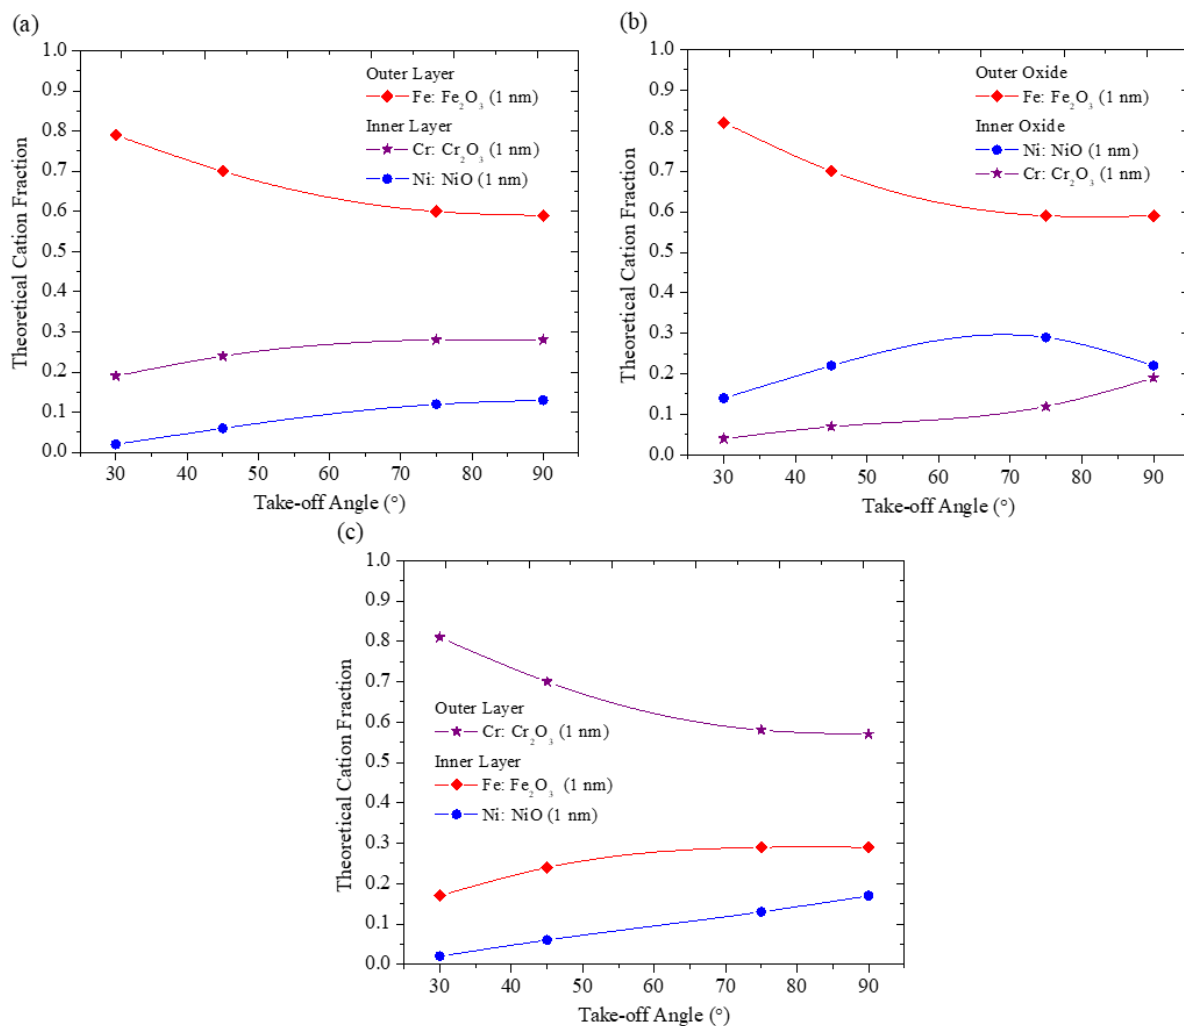 (a)
1.0
0.9
0.8
0.7
0.6
0.5
0.4
0.3
0.2
0.1
0.0
Theoretical Cation Fraction
Outer Layer
Fe: Fe₂O₃ (1 nm)
Inner Layer
Cr: Cr₂O₃ (1 nm)
Ni: NiO (1 nm)
30 40 50 60 70 80 90
Take-off Angle (°)
(b)
1.0
0.9
0.8
0.7
0.6
0.5
0.4
0.3
0.2
0.1
0.0
Theoretical Cation Fraction
Outer Oxide
Fe: Fe₂O₃ (1 nm)
Inner Oxide
Ni: NiO (1 nm)
Cr: Cr₂O₃ (1 nm)
30 40 50 60 70 80 90
Take-off Angle (°)
(c)
1.0
0.9
0.8
0.7
0.6
0.5
0.4
0.3
0.2
0.1
0.0
Theoretical Cation Fraction
Outer Layer
Cr: Cr₂O₃ (1 nm)
Inner Layer
Fe: Fe₂O₃ (1 nm)
Ni: NiO (1 nm)
30 40 50 60 70 80 90
Take-off Angle (°)